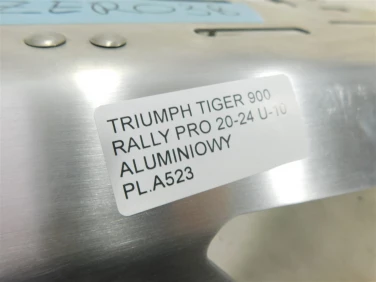 TRIUMPH TIGER 900
RALLY PRO 20-24 U-10
ALUMINIOWY
PL.A523